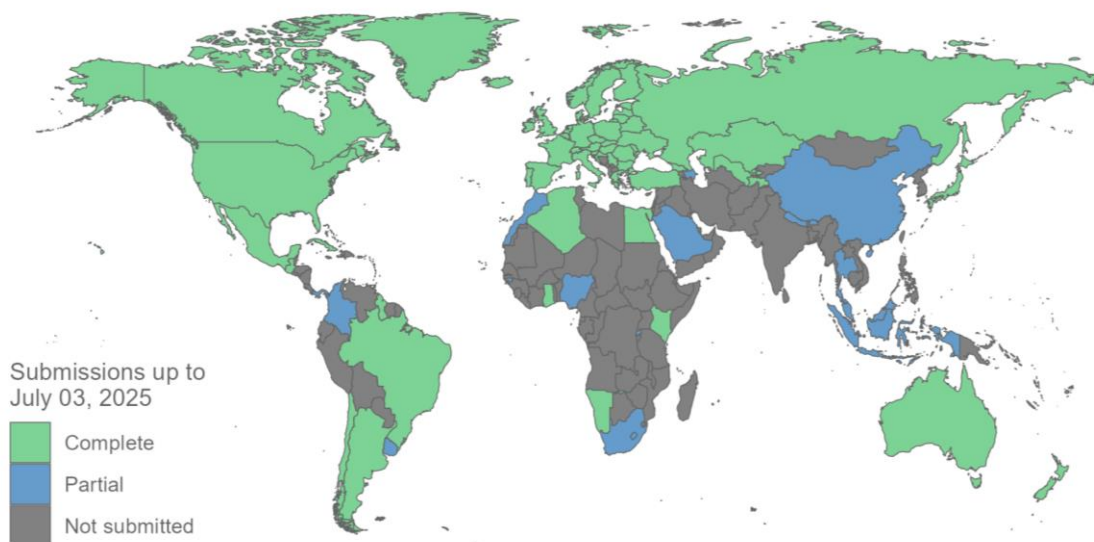 Submissions up to
July 03, 2025
Complete
Partial
Not submitted